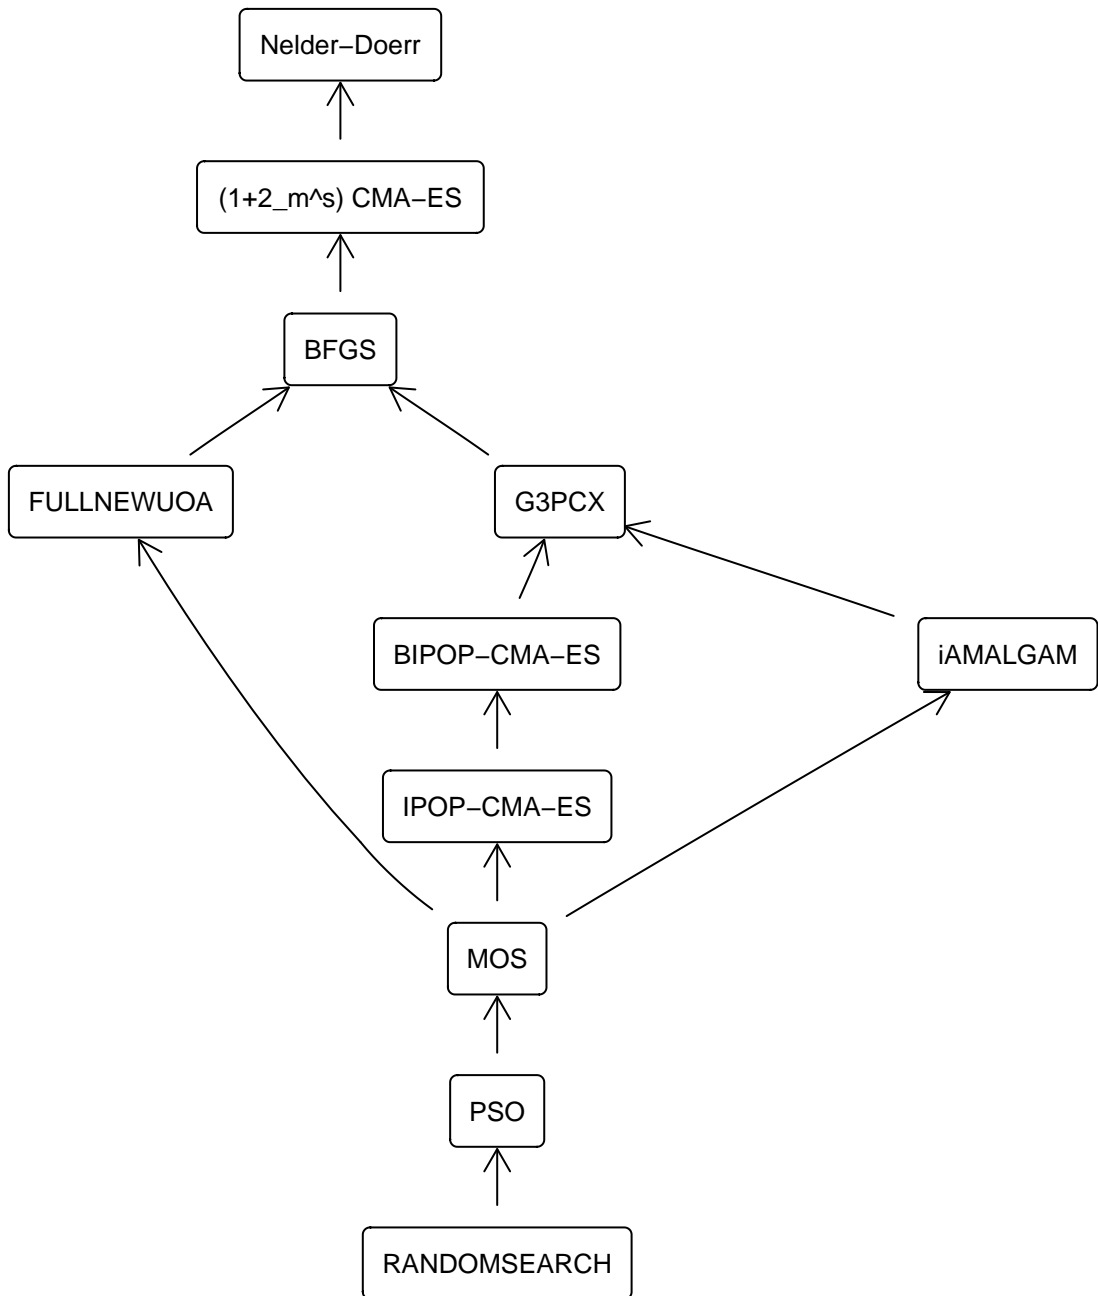 Nelder−Doerr
(1+2_m^s) CMA−ES
BFGS
FULLNEWUOA
G3PCX
BIPOP−CMA−ES
iAMALGAM
IPOP−CMA−ES
MOS
PSO
RANDOMSEARCH